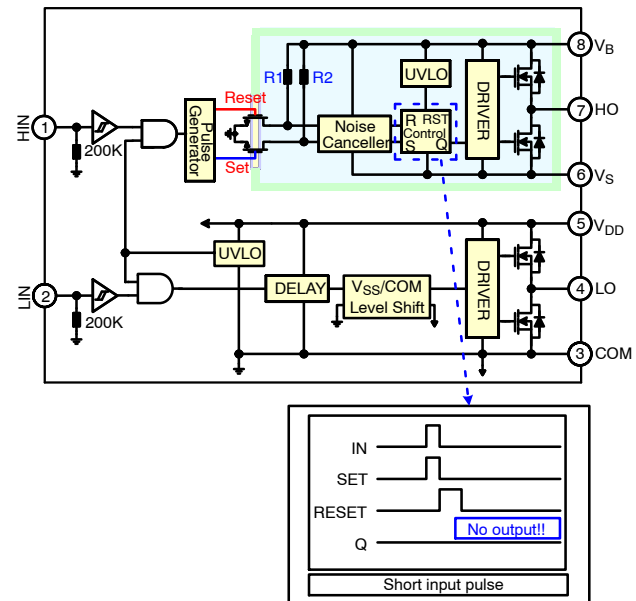 8 VB
R1 R2
UVLO
Reset
HIN 1
200K
Pulse Generator
Set
Noise Canceller
R RST
Control
S Q
DRIVER
7 HO
6 VS
5 VDD
UVLO
LIN 2
200K
DELAY
VSS/COM
Level Shift
DRIVER
4 LO
3 COM
IN
SET
RESET
No output!!
Q
Short input pulse